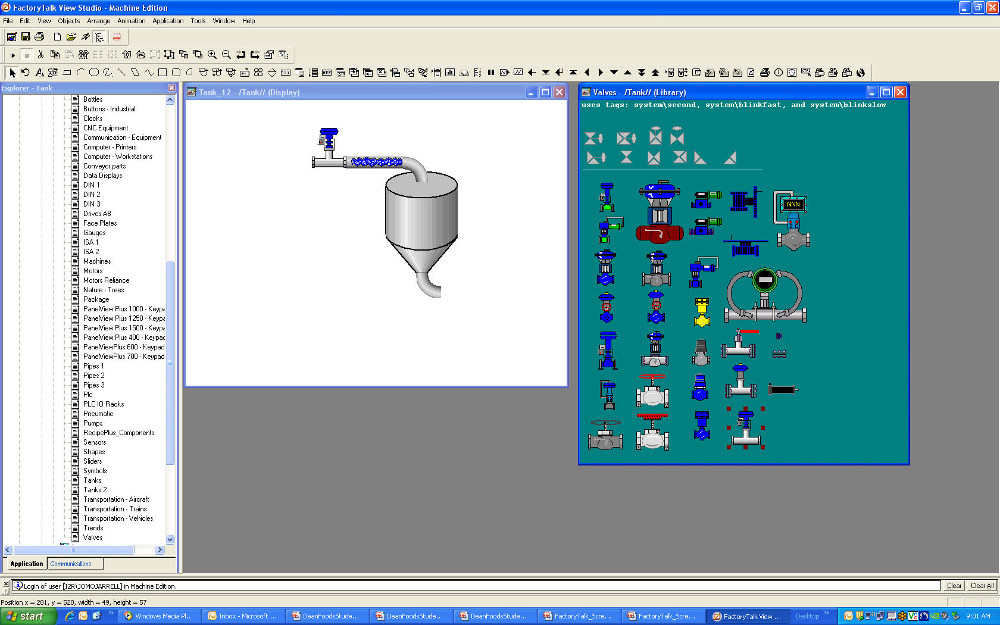 FactoryTalk View Studio - Machine Edition
File Edit View Objects Arrange Animation Application Tools Window Help
Explorer - Tank
Bottles
Buttons - Industrial
Clocks
CNC Equipment
Communication - Equipment
Computer - Printers
Computer - Workstations
Conveyor parts
Data Displays
DIN 1
DIN 2
DIN 3
Drives AB
Face Plates
Gauges
ISA 1
ISA 2
Machines
Motors
Motors Reliance
Nature - Trees
Package
PanelView Plus 1000 - Keypa
PanelView Plus 1250 - Keypa
PanelView Plus 1500 - Keypa
PanelView Plus 400 - Keypac
PanelViewPlus 600 - Keypad
PanelViewPlus 700 - Keypad
Pipes 1
Pipes 2
Pipes 3
Plc
PLC IO Racks
Pneumatic
Pumps
RecipePlus_Components
Sensors
Shapes
Sliders
Symbols
Tanks
Tanks 2
Transportation - Aircraft
Transportation - Trains
Transportation - Vehicles
Trends
Valves
Application Communications
Tank_12 - /Tank// (Display)
Valves - /Tank// (Library)
uses tags: system\second, system\blinkfast, and system\blinkslow
NNN
Login of user [I2R\JOMOJARRELL] in Machine Edition.
Clear Clear All
Position x = 281, y = 520, width = 49, height = 57
start Windows Media Pl... Inbox - Microsoft ... DeanFoodsStude... DeanFoodsStude... DeanFoodsStude... FactoryTalk_Scre... FactoryTalk_Scre... FactoryTalk View ... Desktop 9:01 AM